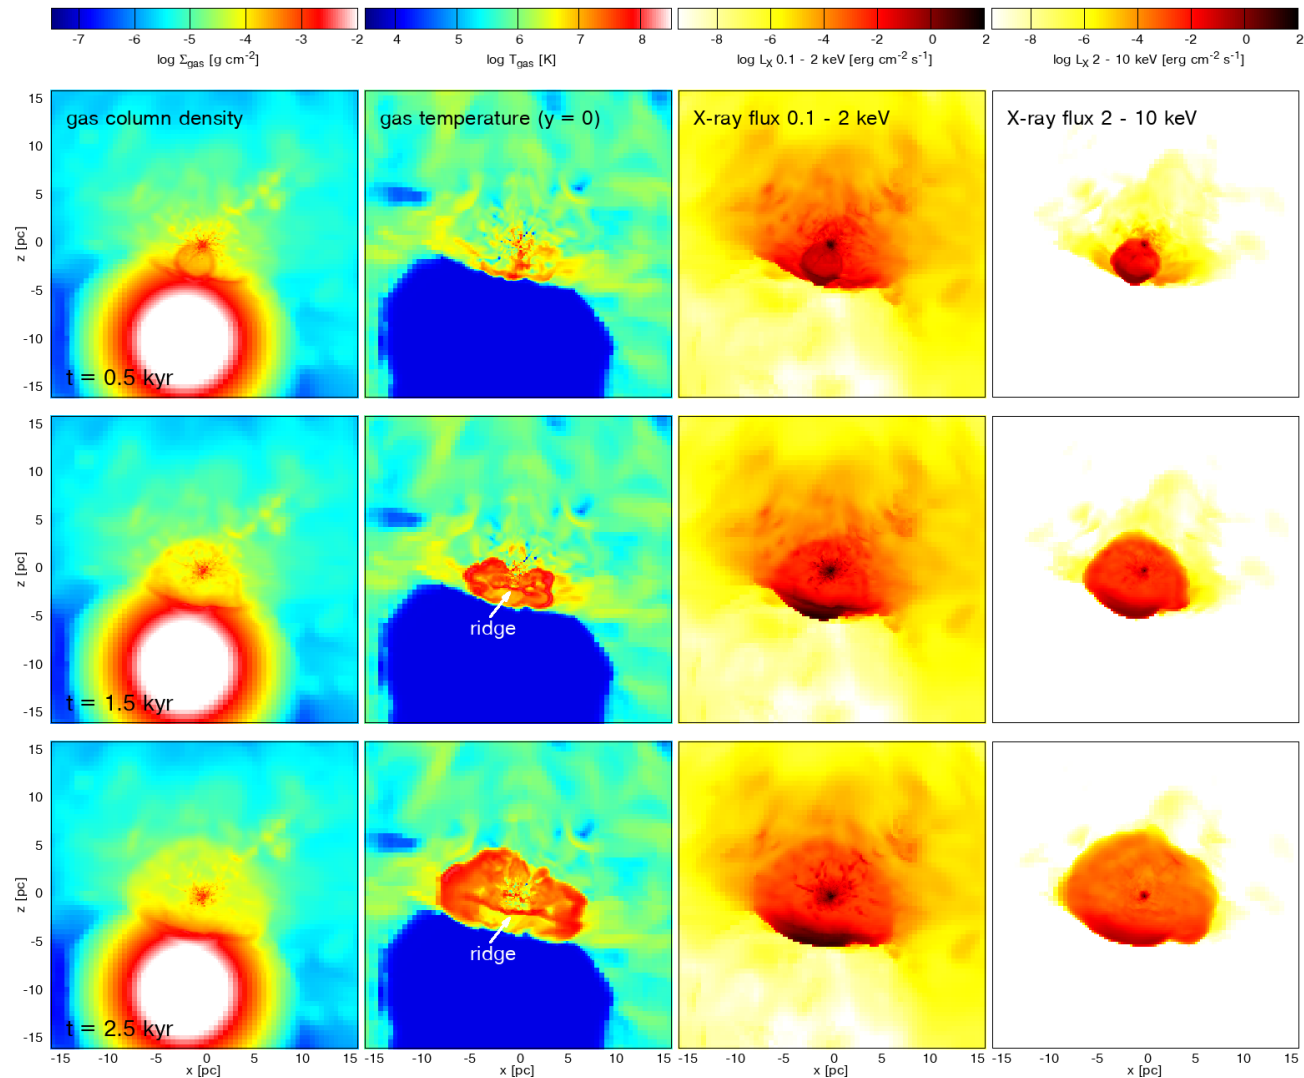 -7 -6 -5 -4 -3 -2
log Σgas [g cm-2]
4 5 6 7 8
log Tgas [K]
-8 -6 -4 -2 0 2
log LX 0.1 - 2 keV [erg cm-2 s-1]
-8 -6 -4 -2 0 2
log LX 2 - 10 keV [erg cm-2 s-1]
gas column density
gas temperature (y = 0)
X-ray flux 0.1 - 2 keV
X-ray flux 2 - 10 keV
15
10
5
0
-5
-10
-15
z [pc]
t = 0.5 kyr
15
10
5
0
-5
-10
-15
z [pc]
t = 1.5 kyr
ridge
15
10
5
0
-5
-10
-15
z [pc]
t = 2.5 kyr
ridge
-15 -10 -5 0 5 10 15
x [pc]
-15 -10 -5 0 5 10 15
x [pc]
-15 -10 -5 0 5 10 15
x [pc]
-5 0 5 10 15
x [pc]